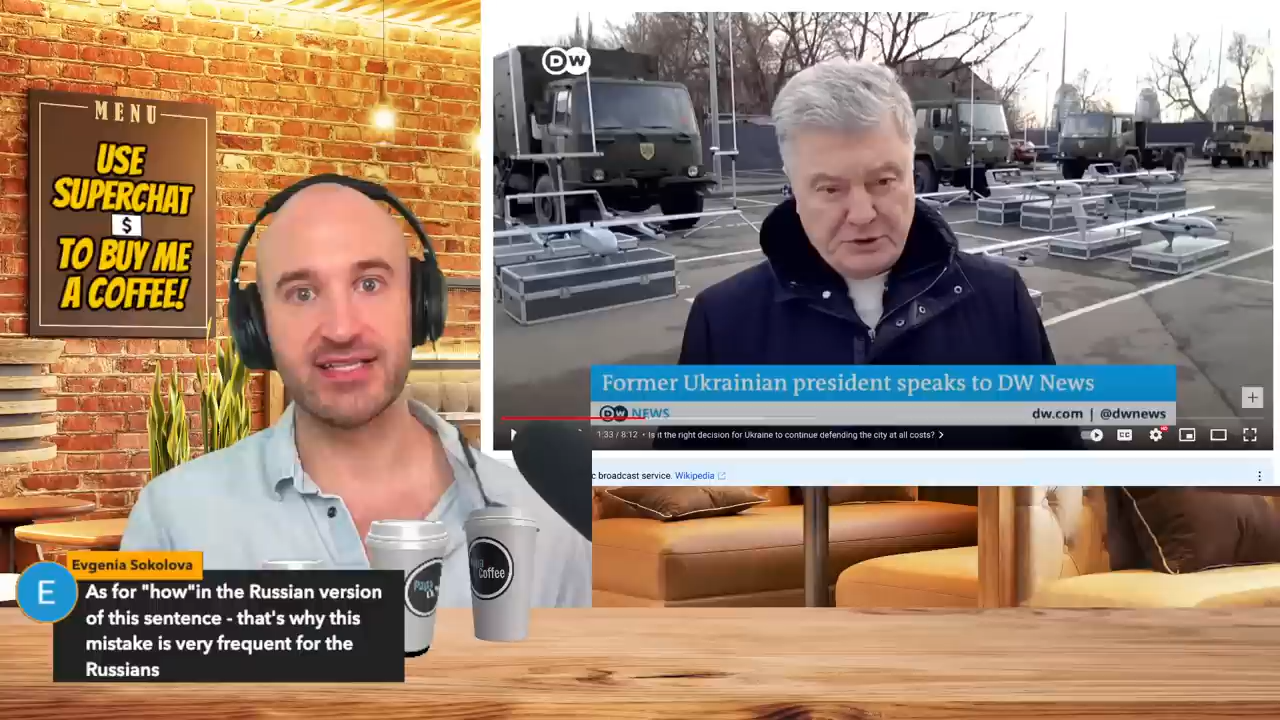 MENU
USE
SUPERCHAT
$
TO BUY ME
A COFFEE!
DW
Former Ukrainian president speaks to DW News
DW NEWS
dw.com | @dwnews
1:33 / 8:12 • Is it the right decision for Ukraine to continue defending the city at all costs?
CC
HD
c broadcast service. Wikipedia
Coffee
Evgenia Sokolova
E
As for "how"in the Russian version
of this sentence - that's why this
mistake is very frequent for the
Russians